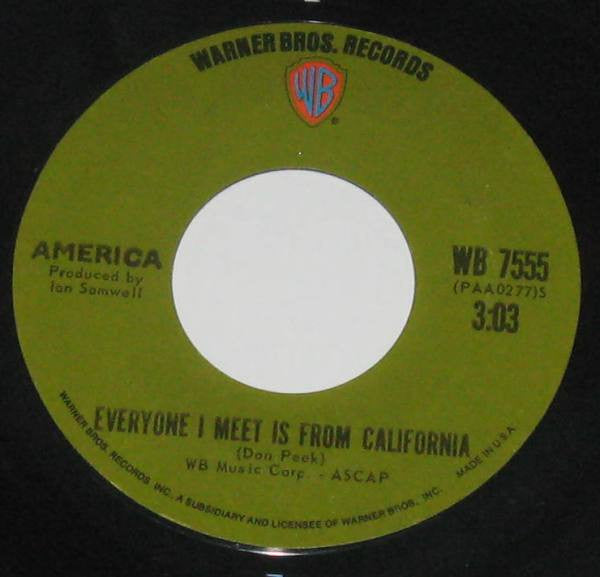 WARNER BROS. RECORDS
WB
®
AMERICA
Produced by
Ian Samwell
WB 7555
(PAA0277)S
3:03
EVERYONE I MEET IS FROM CALIFORNIA
(Dan Peek)
WB Music Corp. - ASCAP
WARNER BROS. RECORDS INC., A SUBSIDIARY AND LICENSEE OF WARNER BROS., INC.
MADE IN U.S.A.